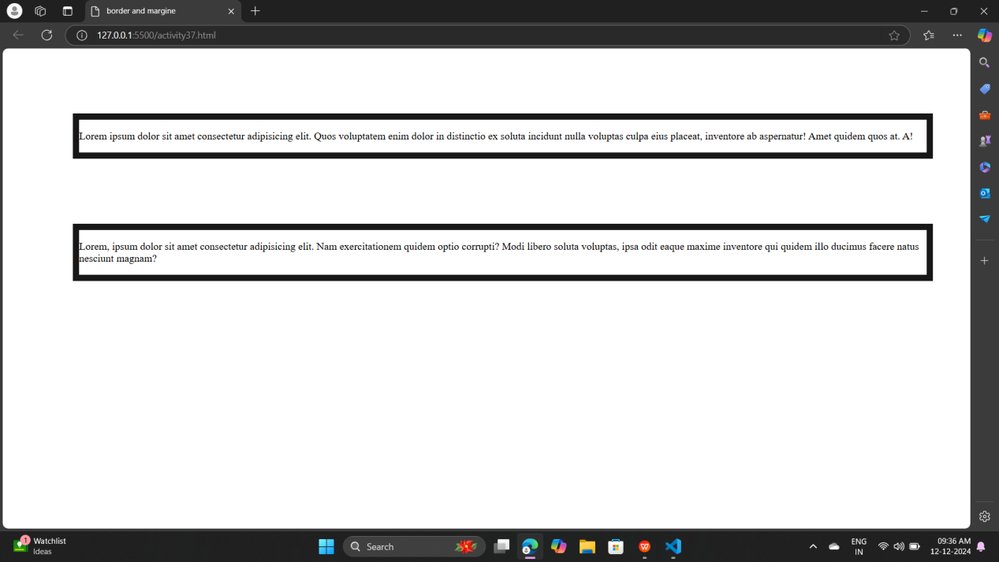 border and margine
127.0.0.1:5500/activity37.html
Lorem ipsum dolor sit amet consectetur adipisicing elit. Quos voluptatem enim dolor in distinctio ex soluta incidunt nulla voluptas culpa eius placeat, inventore ab aspernatur! Amet quidem quos at. A!
Lorem, ipsum dolor sit amet consectetur adipisicing elit. Nam exercitationem quidem optio corrupti? Modi libero soluta voluptas, ipsa odit eaque maxime inventore qui quidem illo ducimus facere natus
nesciunt magnam?
1
Watchlist
Ideas
Search
ENG
IN
09:36 AM
12-12-2024